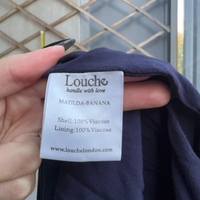 Louche
handle with love
MATILDA-BANANA
Shell:100% Viscose
Lining:100% Viscose
www.louchelondon.com